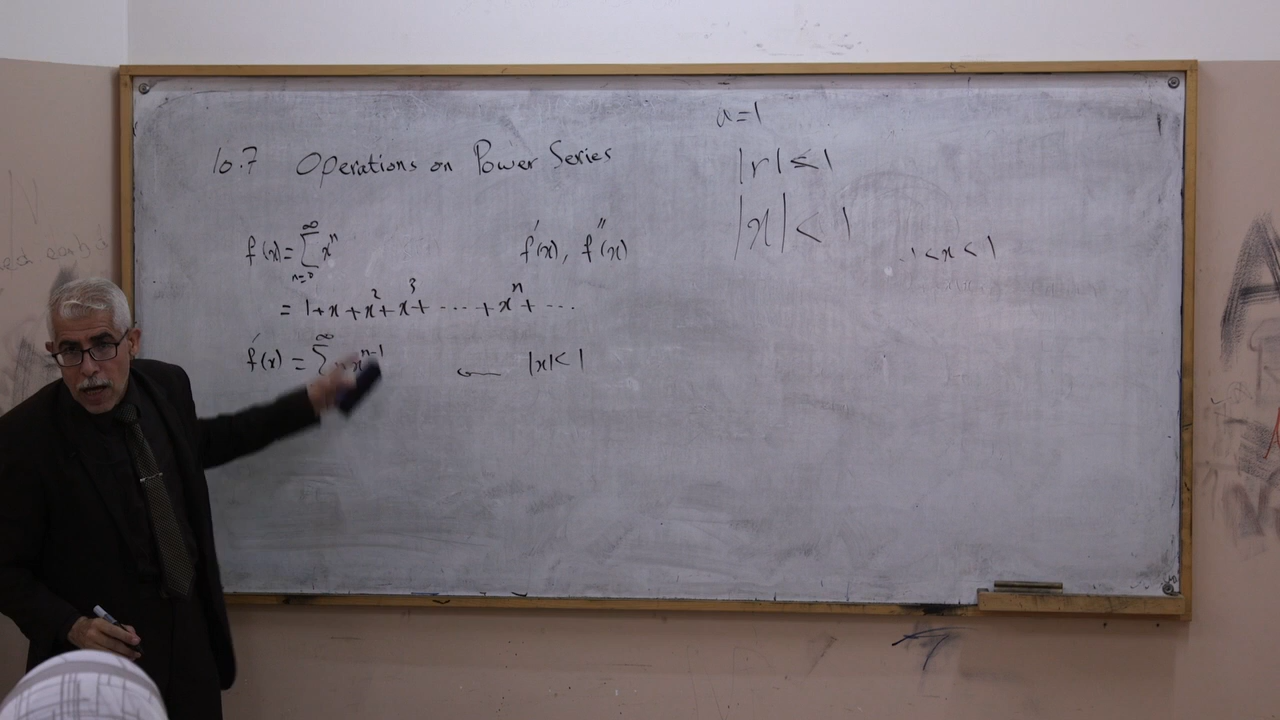 a=1
10.7 Operations on Power Series
|r| < 1
|x| < 1
f(x) = ∑_{n=0}^{∞} x^n f'(x), f''(x) -1 < x < 1
= 1 + x + x^2 + x^3 + ... + x^n + ...
f'(x) = ∑^{∞} x^{n-1} ← |x| < 1